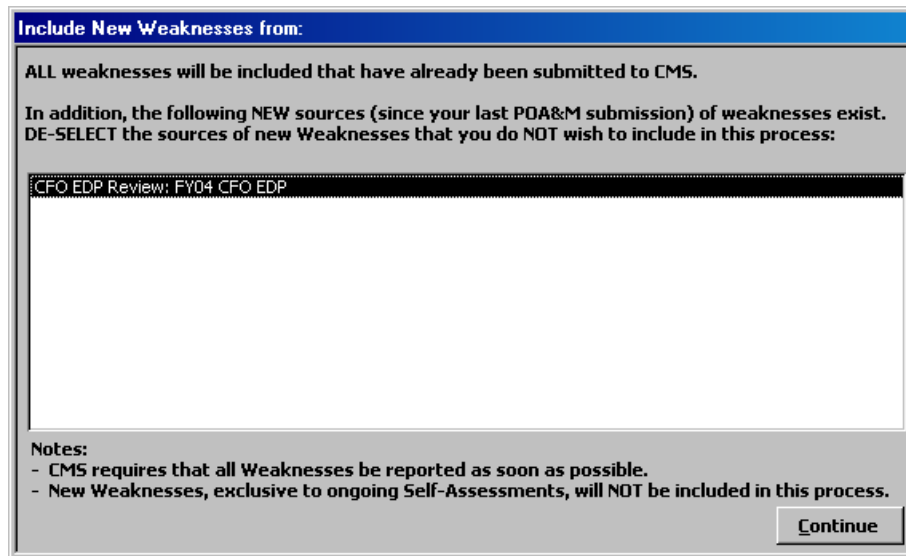 Include New Weaknesses from:
ALL weaknesses will be included that have already been submitted to CMS.
In addition, the following NEW sources (since your last POA&M submission) of weaknesses exist.
DE-SELECT the sources of new Weaknesses that you do NOT wish to include in this process:
CFO EDP Review: FY04 CFO EDP
Notes:
- CMS requires that all Weaknesses be reported as soon as possible.
- New Weaknesses, exclusive to ongoing Self-Assessments, will NOT be included in this process.
Continue